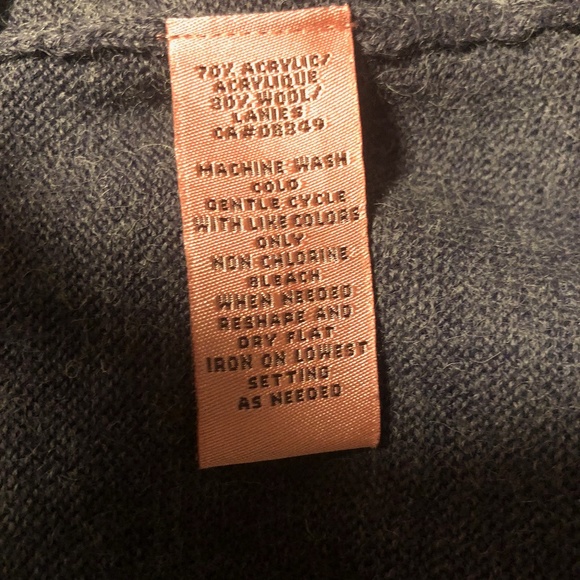 70% ACRYLIC/
ACRYLIQUE
30% WOOL/
LANIES
CA#08849
MACHINE WASH
COLD
GENTLE CYCLE
WITH LIKE COLORS
ONLY
NON CHLORINE
BLEACH
WHEN NEEDED
RESHAPE AND
DRY FLAT
IRON ON LOWEST
SETTING
AS NEEDED